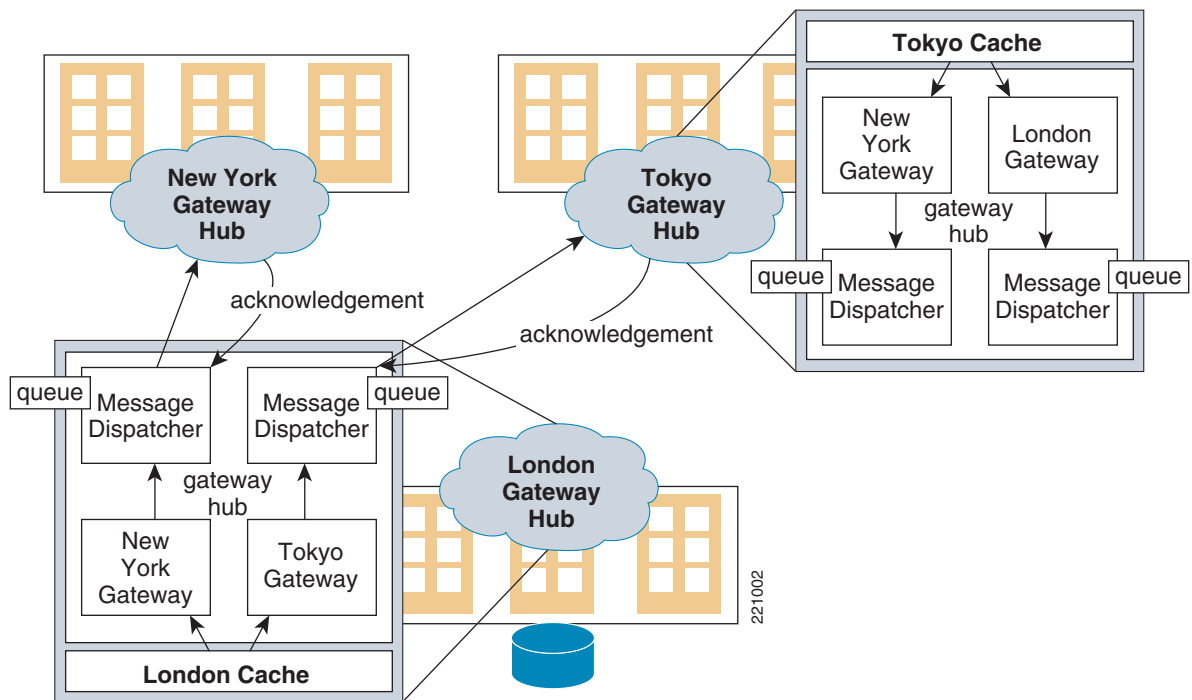 Tokyo Cache
New
York
Gateway
London
Gateway
gateway
hub
queue
Message
Dispatcher
Message
Dispatcher
queue
New York
Gateway
Hub
Tokyo
Gateway
Hub
acknowledgement
acknowledgement
queue
Message
Dispatcher
Message
Dispatcher
queue
gateway
hub
New
York
Gateway
Tokyo
Gateway
London Cache
London
Gateway
Hub
221002